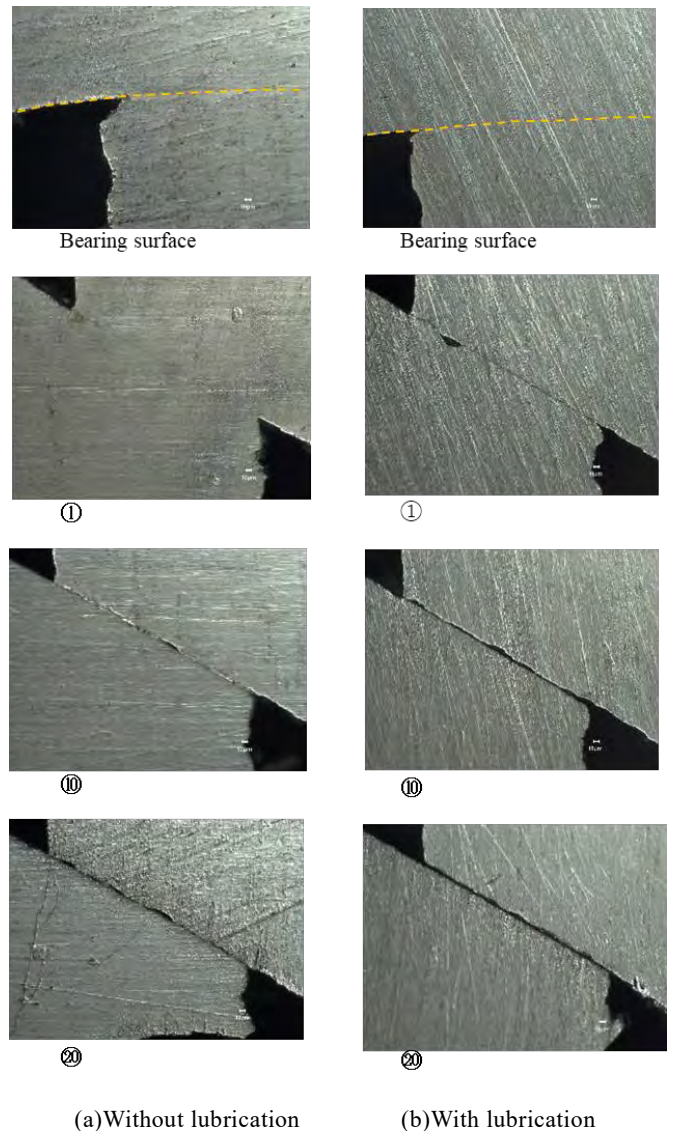 Bearing surface
Bearing surface
①
①
⑩
⑩
⑳
⑳
(a)Without lubrication
(b)With lubrication